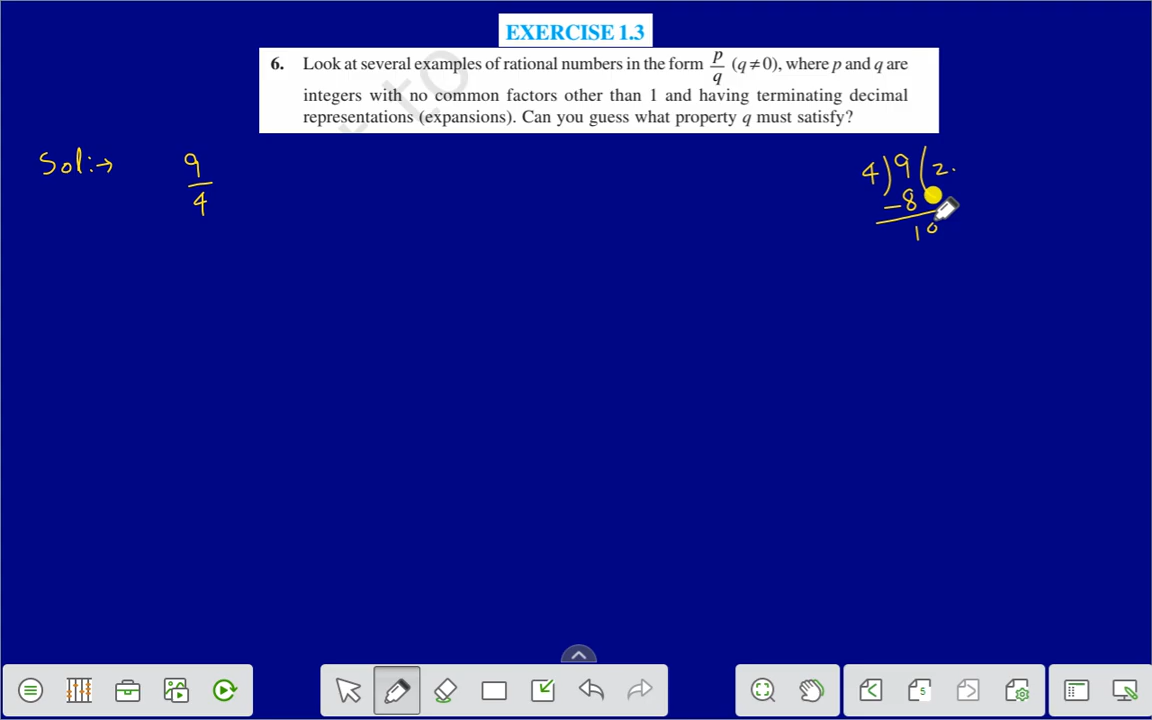 EXERCISE 1.3
6. Look at several examples of rational numbers in the form p/q (q ≠ 0), where p and q are
integers with no common factors other than 1 and having terminating decimal
representations (expansions). Can you guess what property q must satisfy?
Sol:→ 9/4
4)9(2.
-8
10
5